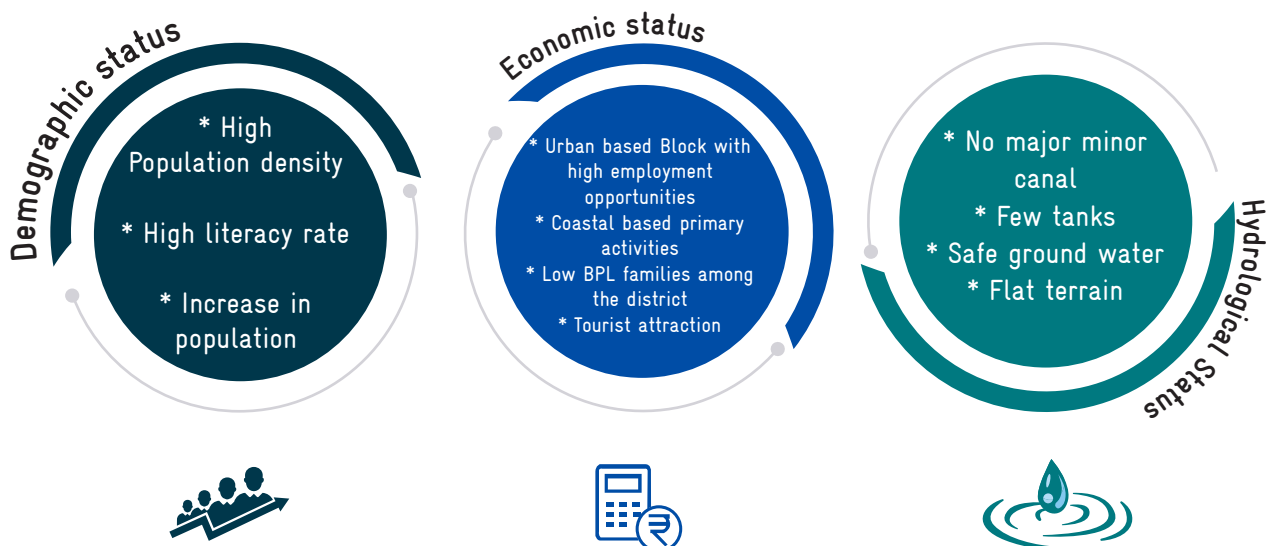 Demographic status
* High
Population density
* High literacy rate
* Increase in
population
Economic status
* Urban based Block with
high employment
opportunities
* Coastal based primary
activities
* Low BPL families among
the district
* Tourist attraction
Hydrological Status
* No major minor
canal
* Few tanks
* Safe ground water
* Flat terrain
₹